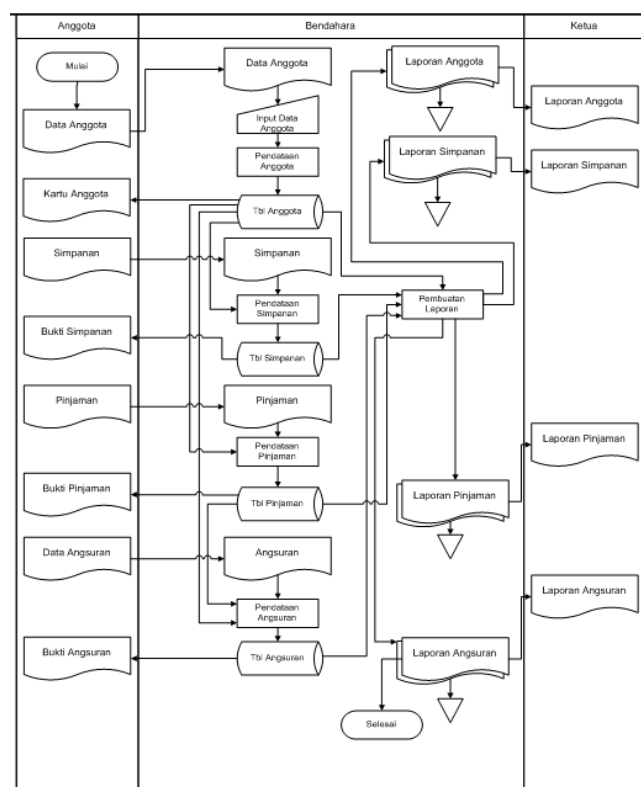 Anggota
Bendahara
Ketua
Mulai
Data Anggota
Kartu Anggota
Simpanan
Bukti Simpanan
Pinjaman
Bukti Pinjaman
Data Angsuran
Bukti Angsuran
Data Anggota
Input Data
Anggota
Pendataan
Anggota
Tbl Anggota
Simpanan
Pendataan
Simpanan
Tbl Simpanan
Pinjaman
Pendataan
Pinjaman
Tbl Pinjaman
Angsuran
Pendataan
Angsuran
Tbl Angsuran
Laporan Anggota
Laporan Simpanan
Pembuatan
Laporan
Laporan Pinjaman
Laporan Angsuran
Selesai
Laporan Anggota
Laporan Simpanan
Laporan Pinjaman
Laporan Angsuran